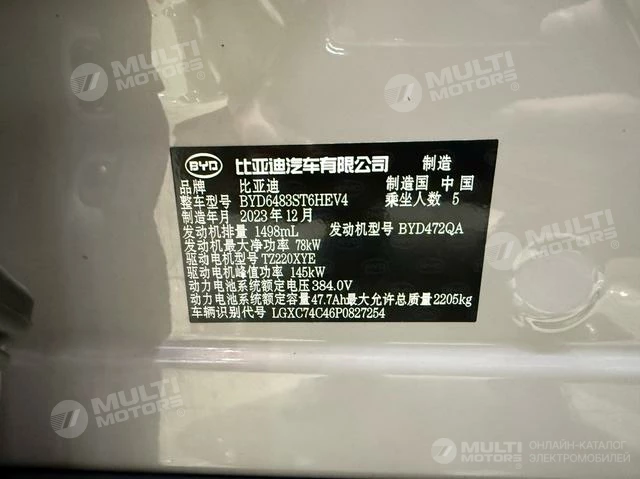 MULTI MOTORS
MULTI MOTORS
BYD 比亚迪汽车有限公司 制造
品牌 比亚迪 制造国 中 国
整车型号 BYD6483ST6HEV4 乘坐人数 5
制造年月 2023年12月
发动机排量 1498mL 发动机型号 BYD472QA
发动机最大净功率 78kW
驱动电机型号 TZ220XYE
驱动电机峰值功率 145kW
动力电池系统额定电压 384.0V
动力电池系统额定容量 47.7Ah 最大允许总质量 2205kg
车辆识别代号 LGXC74C46P0827254
MULTI MOTORS
MULTI MOTORS
MULTI MOTORS ОНЛАЙН-КАТАЛОГ ЭЛЕКТРОМОБИЛЕЙ